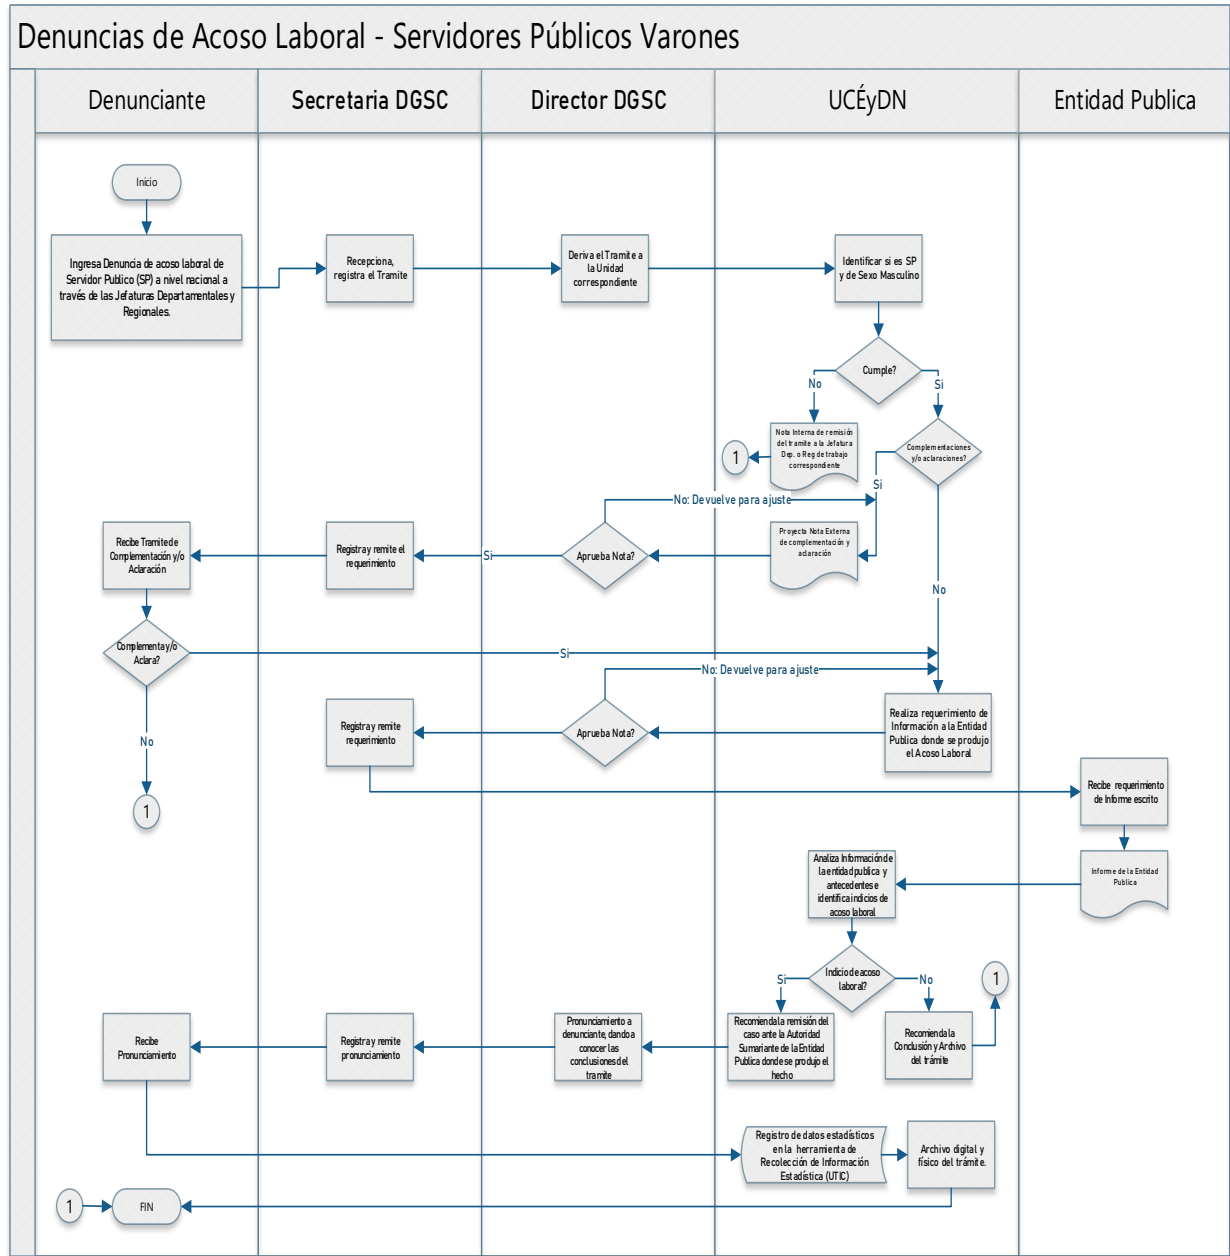 Denuncias de Acoso Laboral - Servidores Públicos Varones
Denunciante
Secretaria DGSC
Director DGSC
UCÉyDN
Entidad Publica
Inicio
Ingresa Denuncia de acoso laboral de
Servidor Publico (SP) a nivel nacional a
través de las Jefaturas Departamentales y
Regionales.
Recepciona,
registra el Tramite
Deriva el Tramite a
la Unidad
correspondiente
Identificar si es SP
y de Sexo Masculino
Cumple?
No
Si
Nota Interna de remisión
del tramite a la Jefatura
Dep. o Reg de trabajo
correspondiente
1
Complementaciones
y/o aclaraciones?
Si
No: Devuelve para ajuste
Recibe Tramite de
Complementación y/o
Aclaración
Registra y remite el
requerimiento
Si
Aprueba Nota?
Proyecta Nota Externa
de complementación y
aclaración
No
Complementa y/o
Aclara?
Si
No: Devuelve para ajuste
No
1
Registra y remite
requerimiento
Aprueba Nota?
Realiza requerimiento de
Información a la Entidad
Publica donde se produjo
el Acoso Laboral
Recibe requerimiento
de Informe escrito
Informe de la Entidad
Publica
Analiza Información de
la entidad publica y
antecedentes e
identifica indicios de
acoso laboral
Indicio de acoso
laboral?
Si
No
1
Recibe
Pronunciamiento
Registra y remite
pronunciamiento
Pronunciamiento a
denunciante, dando a
conocer las
conclusiones del
tramite
Recomienda la remisión del
caso ante la Autoridad
Sumariante de la Entidad
Publica donde se produjo el
hecho
Recomienda la
Conclusión y Archivo
del trámite
Registro de datos estadísticos
en la herramienta de
Recolección de Información
Estadística (UTIC)
Archivo digital y
físico del trámite.
1
FIN